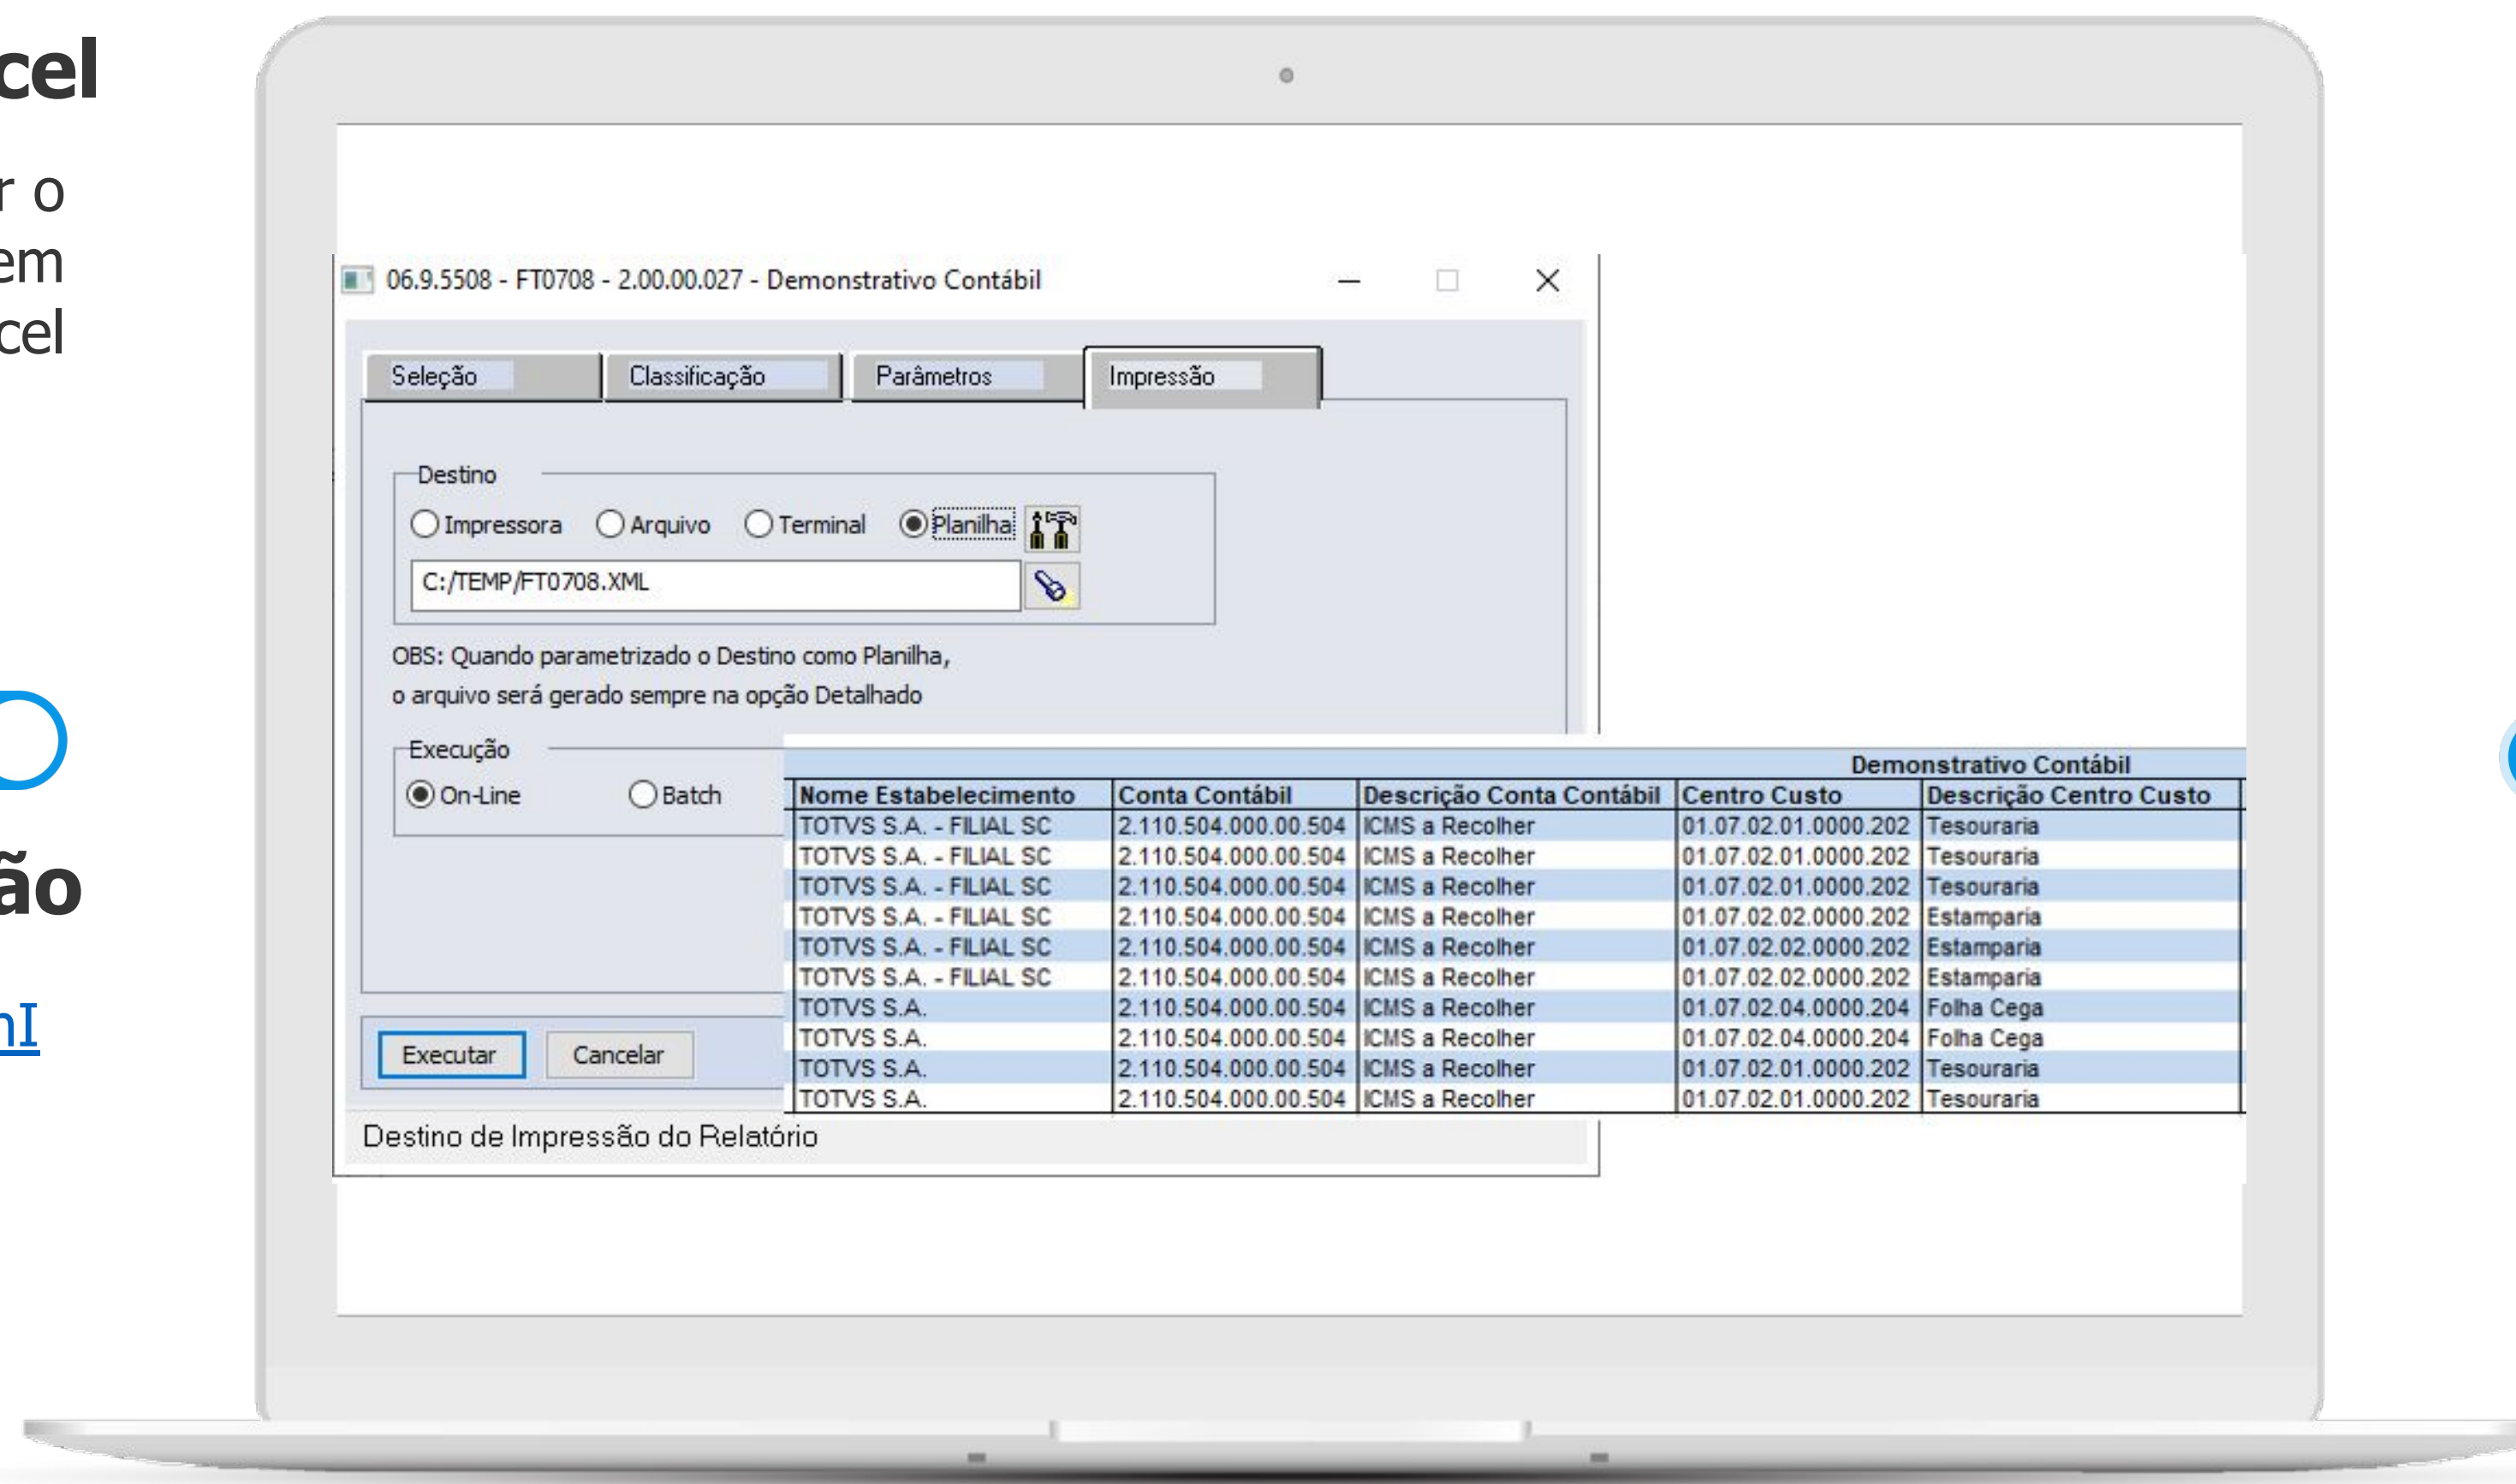 cel
r o
em
cel
ão
nI
06.9.5508 - FT0708 - 2.00.00.027 - Demonstrativo Contábil
Seleção Classificação Parâmetros Impressão
Destino
Impressora Arquivo Terminal Planilha
C:/TEMP/FT0708.XML
OBS: Quando parametrizado o Destino como Planilha,
o arquivo será gerado sempre na opção Detalhado
Execução
On-Line Batch
Executar Cancelar
Destino de Impressão do Relatório
Demonstrativo Contábil
Nome Estabelecimento Conta Contábil Descrição Conta Contábil Centro Custo Descrição Centro Custo
TOTVS S.A. - FILIAL SC 2.110.504.000.00.504 ICMS a Recolher 01.07.02.01.0000.202 Tesouraria
TOTVS S.A. - FILIAL SC 2.110.504.000.00.504 ICMS a Recolher 01.07.02.01.0000.202 Tesouraria
TOTVS S.A. - FILIAL SC 2.110.504.000.00.504 ICMS a Recolher 01.07.02.01.0000.202 Tesouraria
TOTVS S.A. - FILIAL SC 2.110.504.000.00.504 ICMS a Recolher 01.07.02.02.0000.202 Estamparia
TOTVS S.A. - FILIAL SC 2.110.504.000.00.504 ICMS a Recolher 01.07.02.02.0000.202 Estamparia
TOTVS S.A. - FILIAL SC 2.110.504.000.00.504 ICMS a Recolher 01.07.02.02.0000.202 Estamparia
TOTVS S.A. 2.110.504.000.00.504 ICMS a Recolher 01.07.02.04.0000.204 Folha Cega
TOTVS S.A. 2.110.504.000.00.504 ICMS a Recolher 01.07.02.04.0000.204 Folha Cega
TOTVS S.A. 2.110.504.000.00.504 ICMS a Recolher 01.07.02.01.0000.202 Tesouraria
TOTVS S.A. 2.110.504.000.00.504 ICMS a Recolher 01.07.02.01.0000.202 Tesouraria